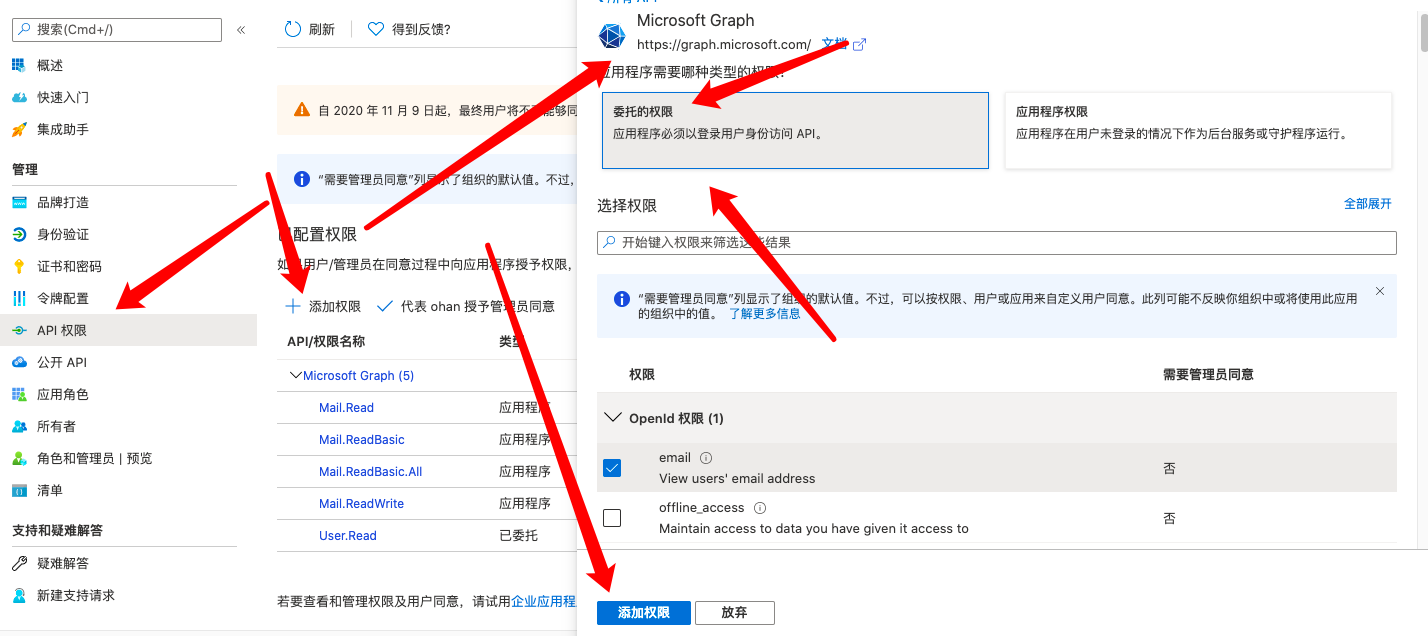 搜索(Cmd+/)
«
概述
快速入门
集成助手
管理
品牌打造
身份验证
证书和密码
令牌配置
API 权限
公开 API
应用角色
所有者
角色和管理员 | 预览
清单
支持和疑难解答
疑难解答
新建支持请求
刷新
得到反馈?
自 2020 年 11 月 9 日起，最终用户将不 能够同
“需要管理员同意”列显示了组织的默认值。不过，
已配置权限
如 用户/管理员在同意过程中向应用程序授予权限，
添加权限
代表 ohan 授予管理员同意
API/权限名称 类型
Microsoft Graph (5)
Mail.Read 应用程序
Mail.ReadBasic 应用程序
Mail.ReadBasic.All 应用程序
Mail.ReadWrite 应用程序
User.Read 已委托
若要查看和管理权限及用户同意，请试用企业应用程
Microsoft Graph
https://graph.microsoft.com/ 文档
应用程序需要哪种类型的权限?
委托的权限
应用程序必须以登录用户身份访问 API。
应用程序权限
应用程序在用户未登录的情况下作为后台服务或守护程序运行。
选择权限
全部展开
开始键入权限来筛选这些结果
“需要管理员同意”列显示了组织的默认值。不过，可以按权限、用户或应用来自定义用户同意。此列可能不反映你组织中或将使用此应用
的组织中的值。 了解更多信息
权限 需要管理员同意
OpenId 权限 (1)
email
View users' email address
否
offline_access
Maintain access to data you have given it access to
否
添加权限
放弃